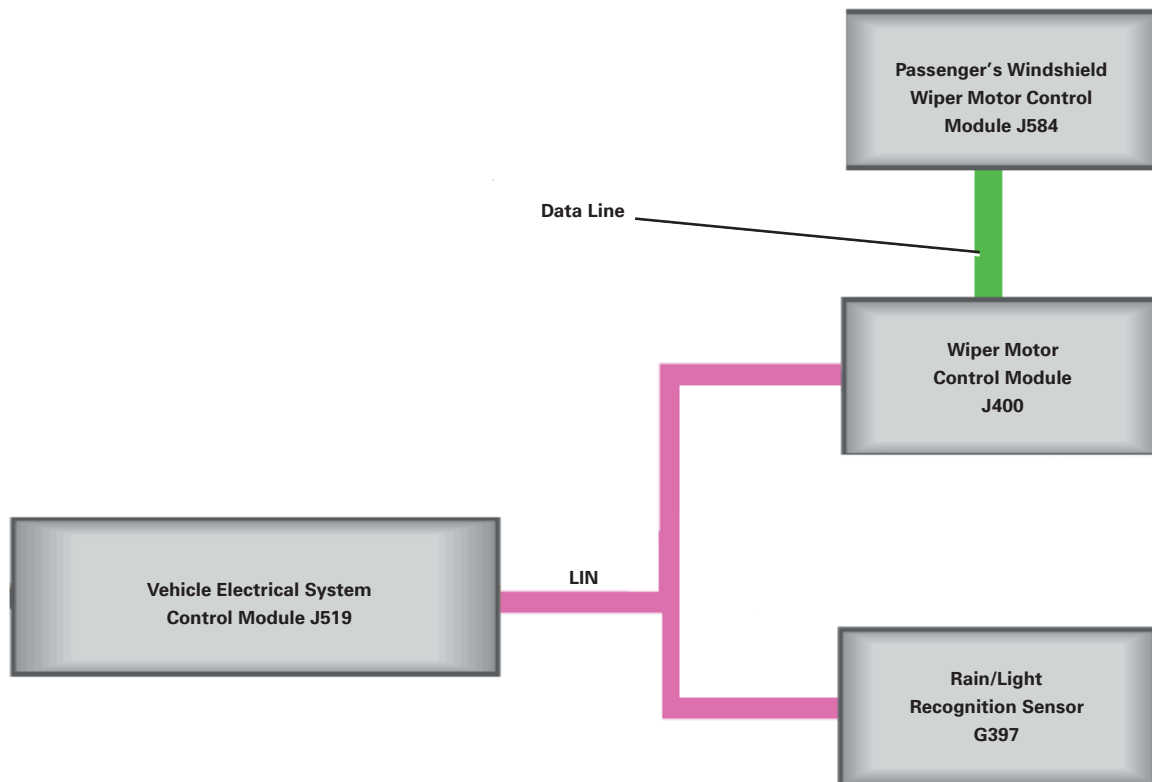 Passenger's Windshield
Wiper Motor Control
Module J584
Data Line
Wiper Motor
Control Module
J400
LIN
Vehicle Electrical System
Control Module J519
Rain/Light
Recognition Sensor
G397